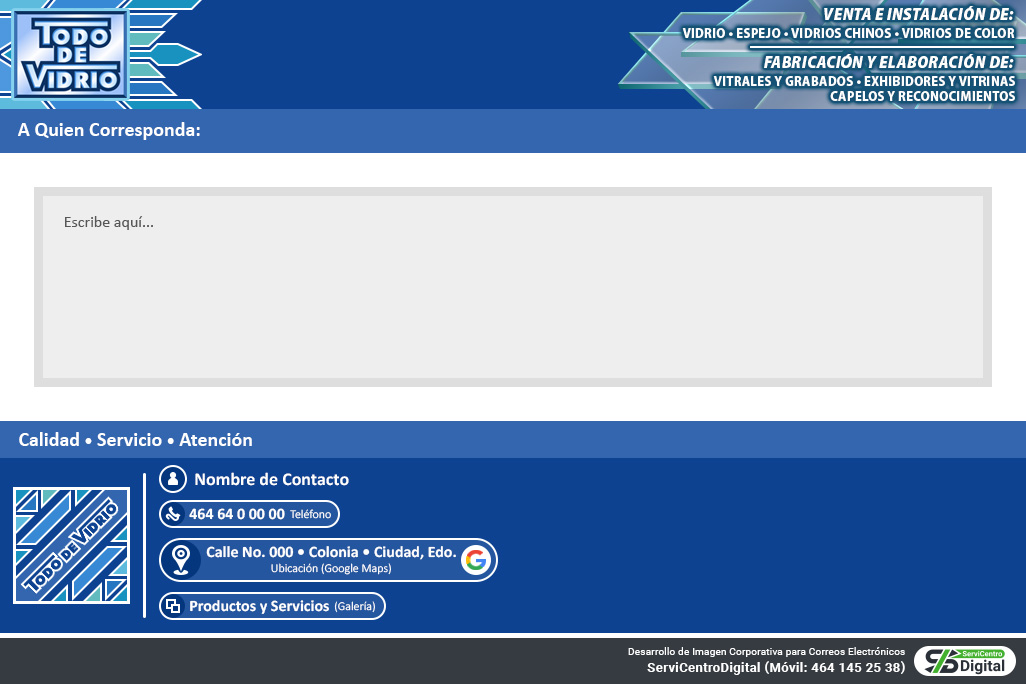 TODO
DE
VIDRIO
VENTA E INSTALACIÓN DE:
VIDRIO • ESPEJO • VIDRIOS CHINOS • VIDRIOS DE COLOR
FABRICACIÓN Y ELABORACIÓN DE:
VITRALES Y GRABADOS • EXHIBIDORES Y VITRINAS
CAPELOS Y RECONOCIMIENTOS
A Quien Corresponda:
Escribe aquí...
Calidad • Servicio • Atención
TODO DE VIDRIO
Nombre de Contacto
464 64 0 00 00 Teléfono
Calle No. 000 • Colonia • Ciudad, Edo.
Ubicación (Google Maps)
Productos y Servicios (Galería)
Desarrollo de Imagen Corporativa para Correos Electrónicos
ServiCentroDigital (Móvil: 464 145 25 38)
ServiCentro
Digital